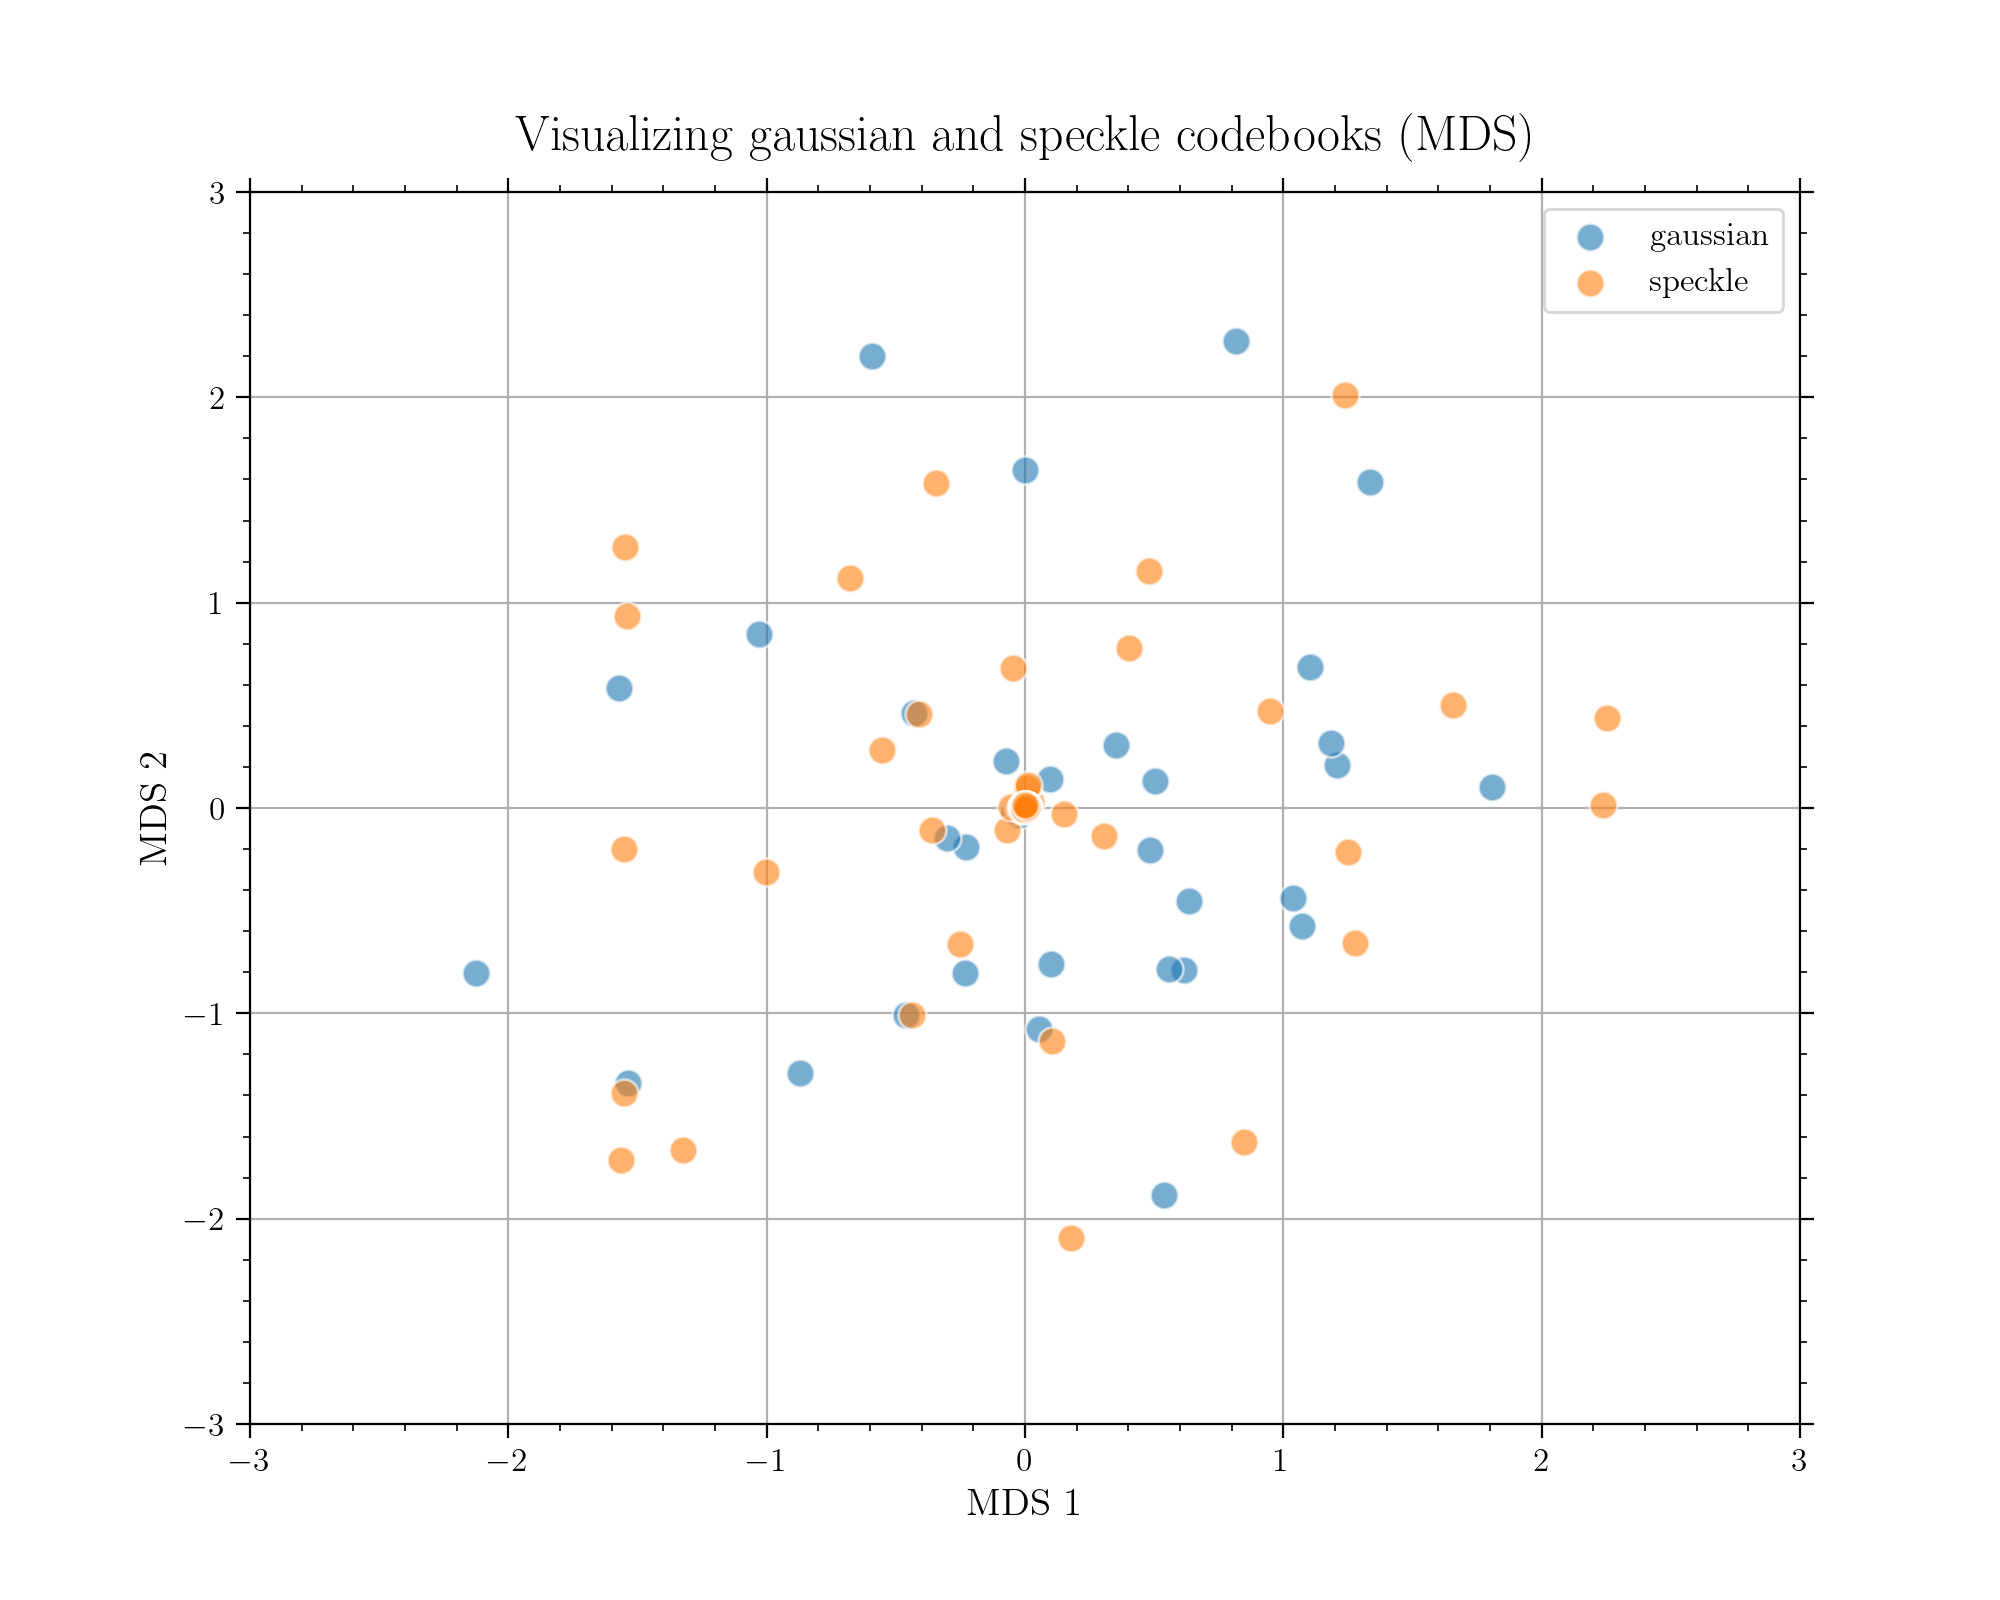 Visualizing gaussian and speckle codebooks (MDS)
gaussian
speckle
3
2
1
0
−1
−2
−3
MDS 2
−3
−2
−1
0
1
2
3
MDS 1